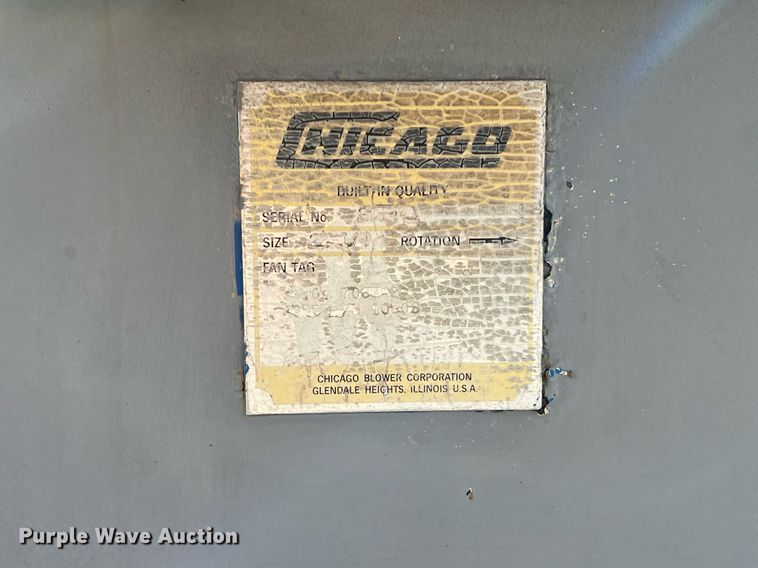 CHICAGO
BUILT-IN QUALITY
SERIAL No
SIZE ROTATION
FAN TAG
CHICAGO BLOWER CORPORATION
GLENDALE HEIGHTS, ILLINOIS U.S.A.
Purple Wave Auction